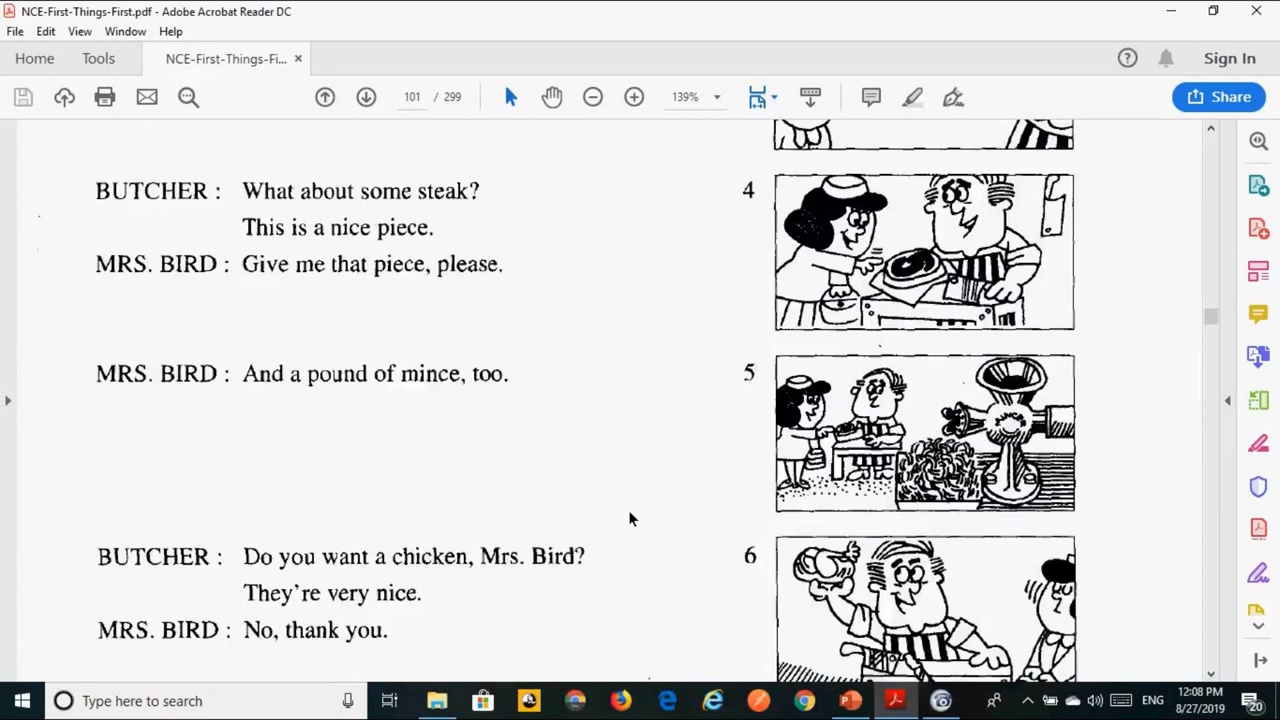 NCE-First-Things-First.pdf - Adobe Acrobat Reader DC
File Edit View Window Help
Home Tools NCE-First-Things-Fi... × Sign In
101 / 299 139% Share
BUTCHER : What about some steak? 4
This is a nice piece.
MRS. BIRD : Give me that piece, please.
MRS. BIRD : And a pound of mince, too. 5
BUTCHER : Do you want a chicken, Mrs. Bird? 6
They're very nice.
MRS. BIRD : No, thank you.
Type here to search ENG 12:08 PM
8/27/2019 20